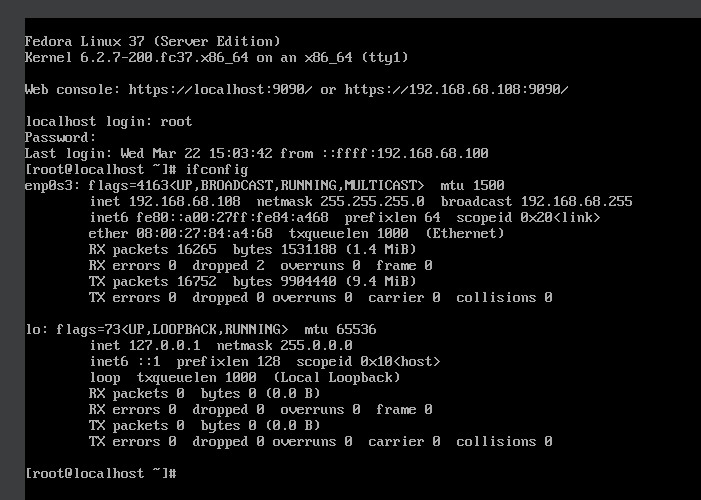 Fedora Linux 37 (Server Edition)
Kernel 6.2.7-200.fc37.x86_64 on an x86_64 (tty1)
Web console: https://localhost:9090/ or https://192.168.68.108:9090/
localhost login: root
Password:
Last login: Wed Mar 22 15:03:42 from ::ffff:192.168.68.100
[root@localhost ~]# ifconfig
enp0s3: flags=4163<UP,BROADCAST,RUNNING,MULTICAST>  mtu 1500
        inet 192.168.68.108  netmask 255.255.255.0  broadcast 192.168.68.255
        inet6 fe80::a00:27ff:fe84:a468  prefixlen 64  scopeid 0x20<link>
        ether 08:00:27:84:a4:68  txqueuelen 1000  (Ethernet)
        RX packets 16265  bytes 1531188 (1.4 MiB)
        RX errors 0  dropped 2  overruns 0  frame 0
        TX packets 16752  bytes 9904440 (9.4 MiB)
        TX errors 0  dropped 0 overruns 0  carrier 0  collisions 0
lo: flags=73<UP,LOOPBACK,RUNNING>  mtu 65536
        inet 127.0.0.1  netmask 255.0.0.0
        inet6 ::1  prefixlen 128  scopeid 0x10<host>
        loop  txqueuelen 1000  (Local Loopback)
        RX packets 0  bytes 0 (0.0 B)
        RX errors 0  dropped 0  overruns 0  frame 0
        TX packets 0  bytes 0 (0.0 B)
        TX errors 0  dropped 0 overruns 0  carrier 0  collisions 0
[root@localhost ~]#